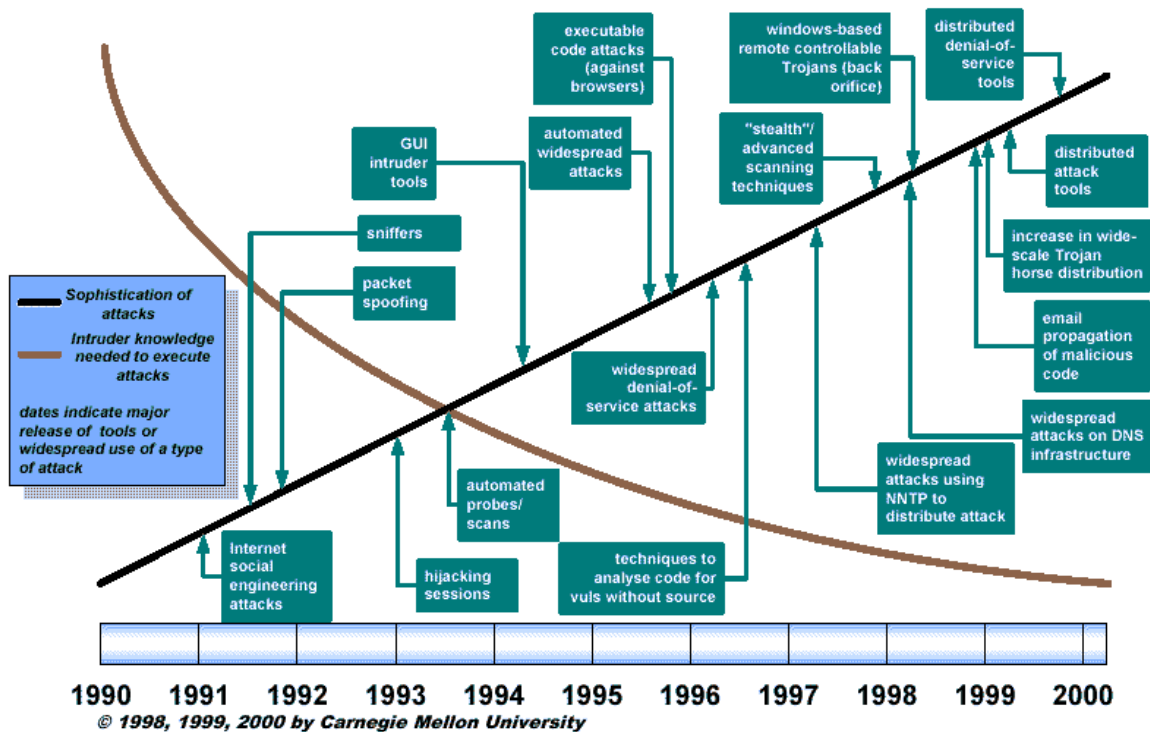 executable
code attacks
(against
browsers)
windows-based
remote controllable
Trojans (back
orifice)
distributed
denial-of-
service
tools
GUI
intruder
tools
automated
widespread
attacks
"stealth"/
advanced
scanning
techniques
distributed
attack
tools
sniffers
packet
spoofing
increase in wide-
scale Trojan
horse distribution
Sophistication of
attacks
Intruder knowledge
needed to execute
attacks
dates indicate major
release of tools or
widespread use of a type
of attack
email
propagation
of malicious
code
widespread
denial-of-
service attacks
widespread
attacks on DNS
infrastructure
automated
probes/
scans
widespread
attacks using
NNTP to
distribute attack
Internet
social
engineering
attacks
hijacking
sessions
techniques to
analyse code for
vuls without source
1990 1991 1992 1993 1994 1995 1996 1997 1998 1999 2000
© 1998, 1999, 2000 by Carnegie Mellon University